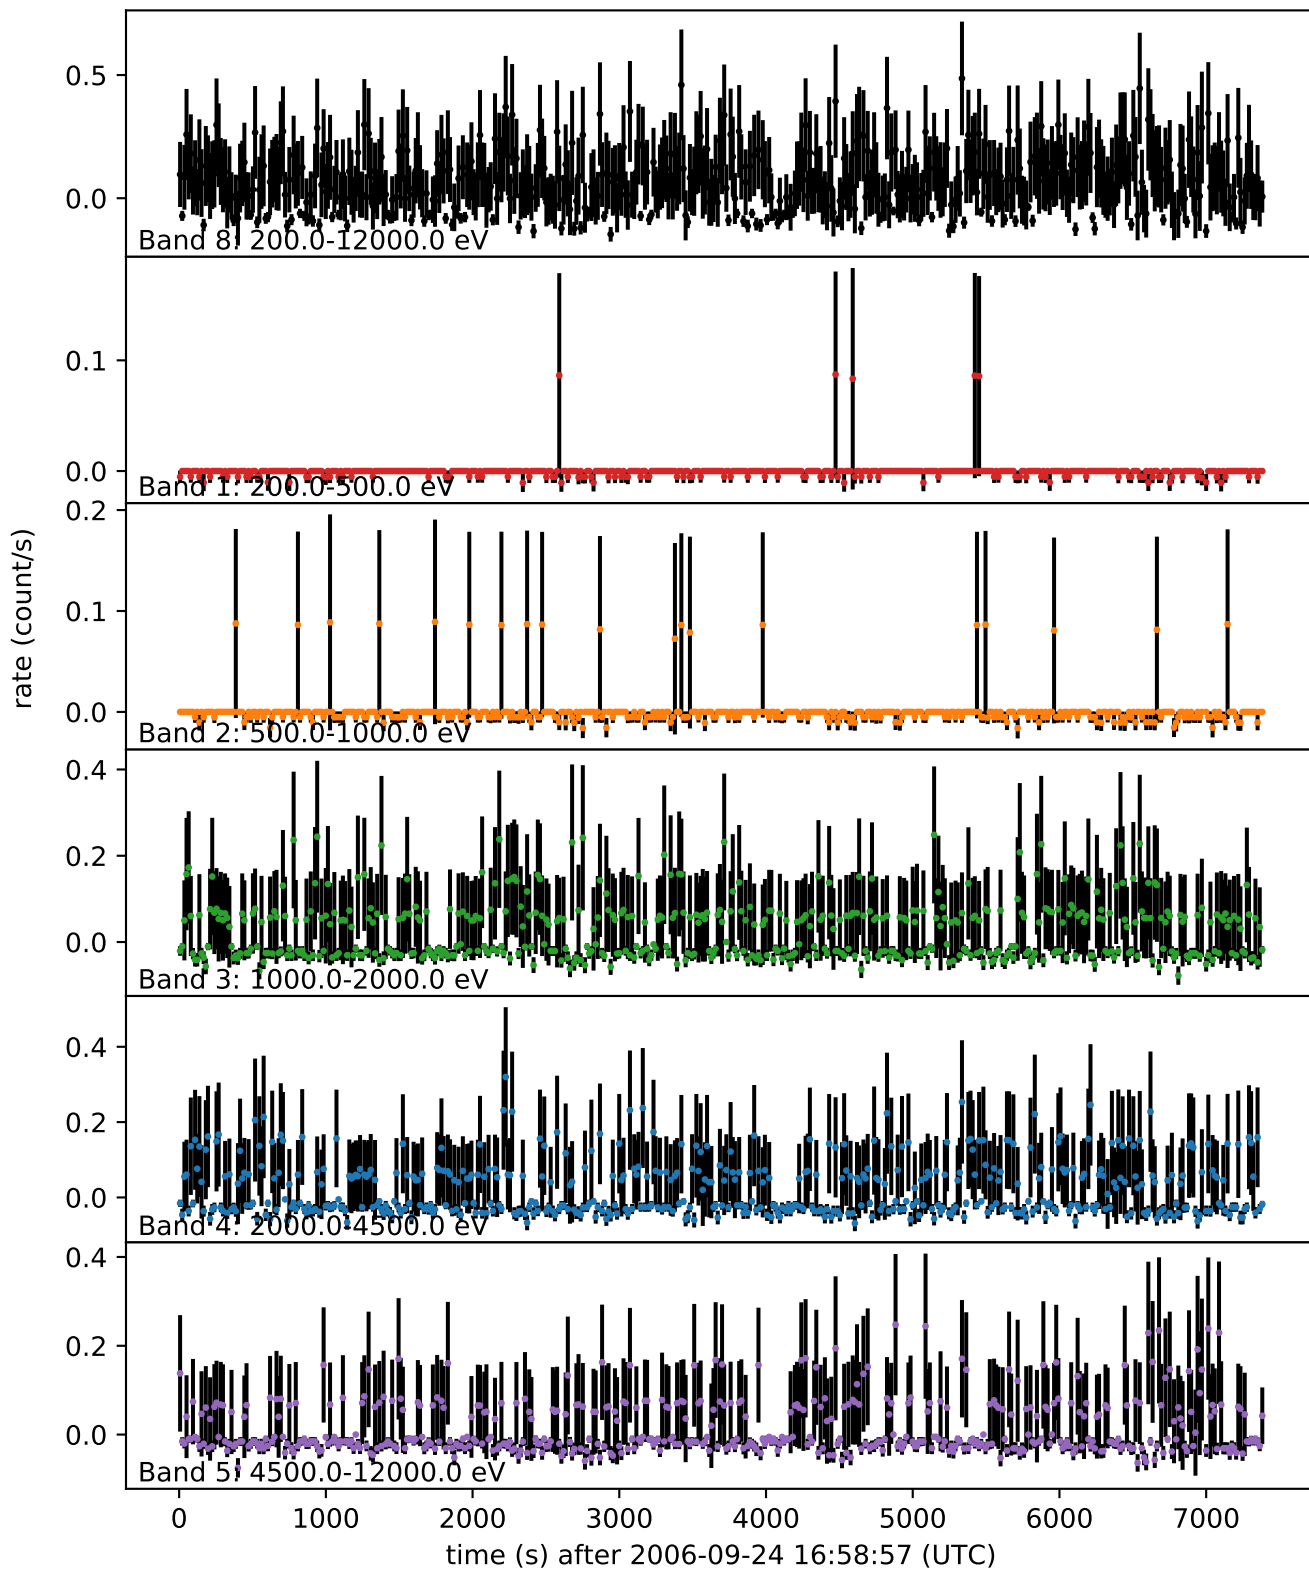 0.5
0.0
Band 8: 200.0-12000.0 eV
0.1
0.0
Band 1: 200.0-500.0 eV
0.2
0.1
0.0
Band 2: 500.0-1000.0 eV
rate (count/s)
0.4
0.2
0.0
Band 3: 1000.0-2000.0 eV
0.4
0.2
0.0
Band 4: 2000.0-4500.0 eV
0.4
0.2
0.0
Band 5: 4500.0-12000.0 eV
0 1000 2000 3000 4000 5000 6000 7000
time (s) after 2006-09-24 16:58:57 (UTC)